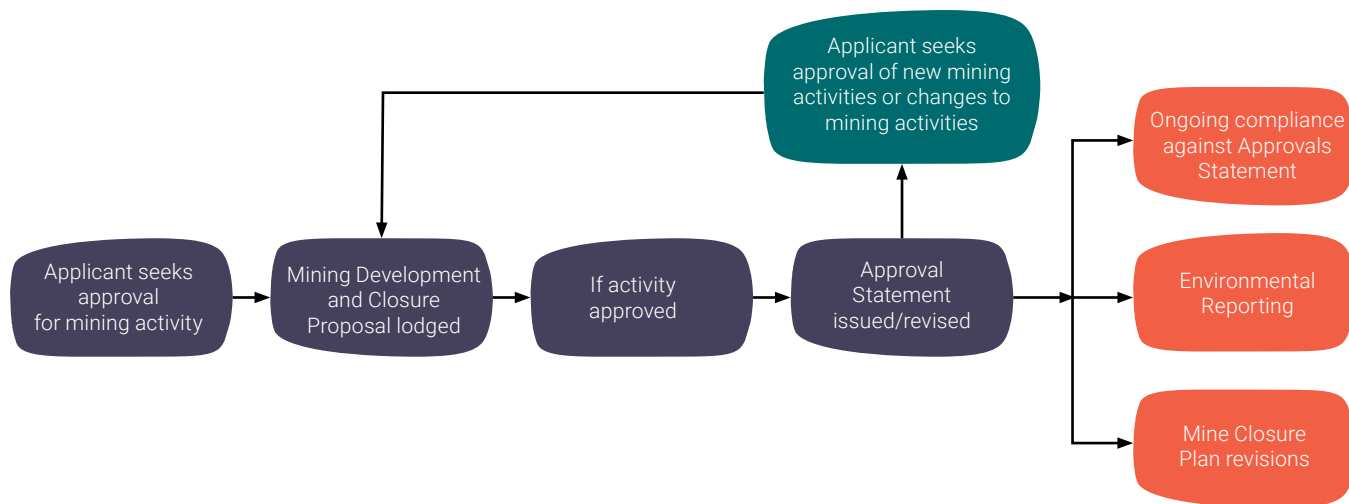 Applicant seeks
approval of new mining
activities or changes to
mining activities
Applicant seeks
approval
for mining activity
Mining Development
and Closure
Proposal lodged
If activity
approved
Approval
Statement
issued/revised
Ongoing compliance
against Approvals
Statement
Environmental
Reporting
Mine Closure
Plan revisions